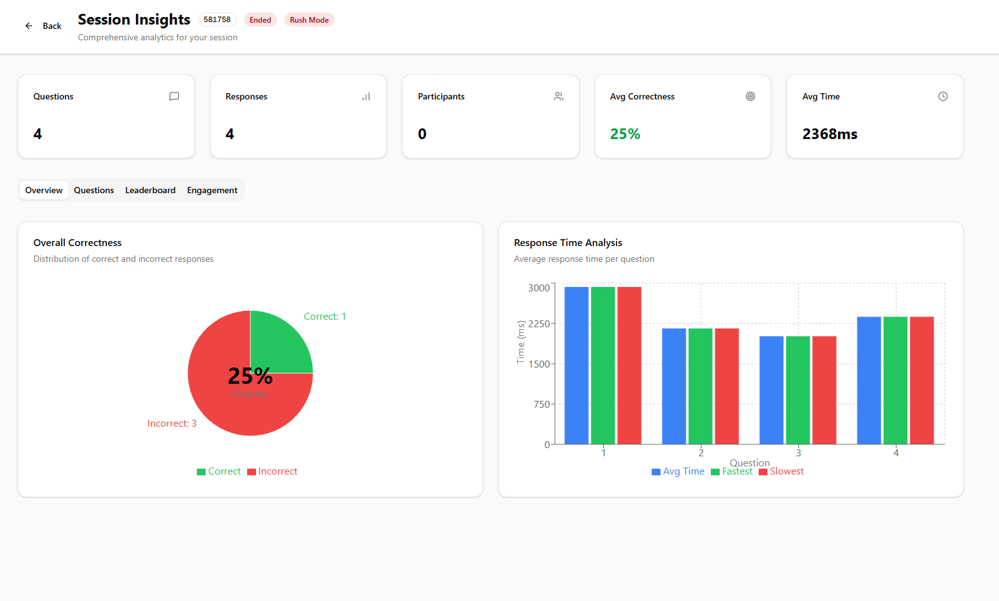 Back
Session Insights 581758 Ended Rush Mode
Comprehensive analytics for your session
Questions
4
Responses
4
Participants
0
Avg Correctness
25%
Avg Time
2368ms
Overview Questions Leaderboard Engagement
Overall Correctness
Distribution of correct and incorrect responses
Correct: 1
25%
Accuracy
Incorrect: 3
Correct Incorrect
Response Time Analysis
Average response time per question
Time (ms)
3000
2250
1500
750
0
1 2 3 4
Question
Avg Time Fastest Slowest